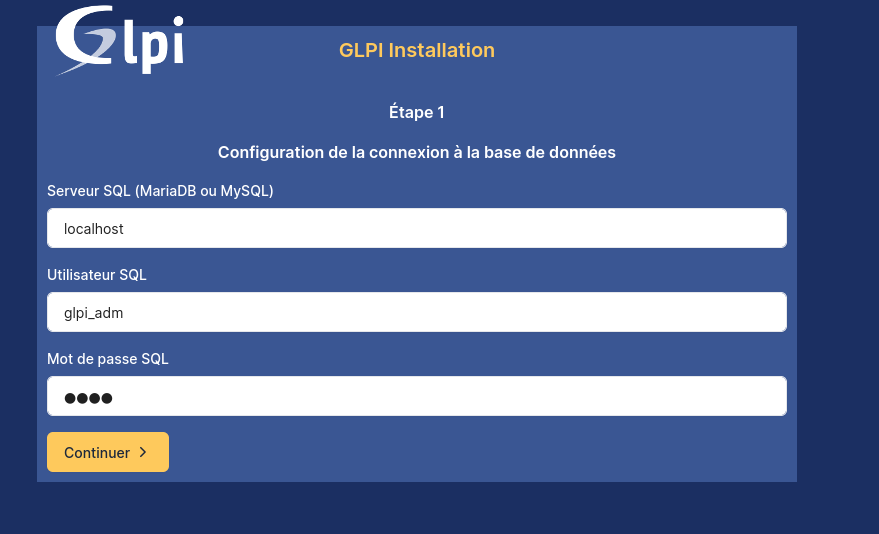 Glpi
GLPI Installation
Étape 1
Configuration de la connexion à la base de données
Serveur SQL (MariaDB ou MySQL)
localhost
Utilisateur SQL
glpi_adm
Mot de passe SQL
●●●●
Continuer